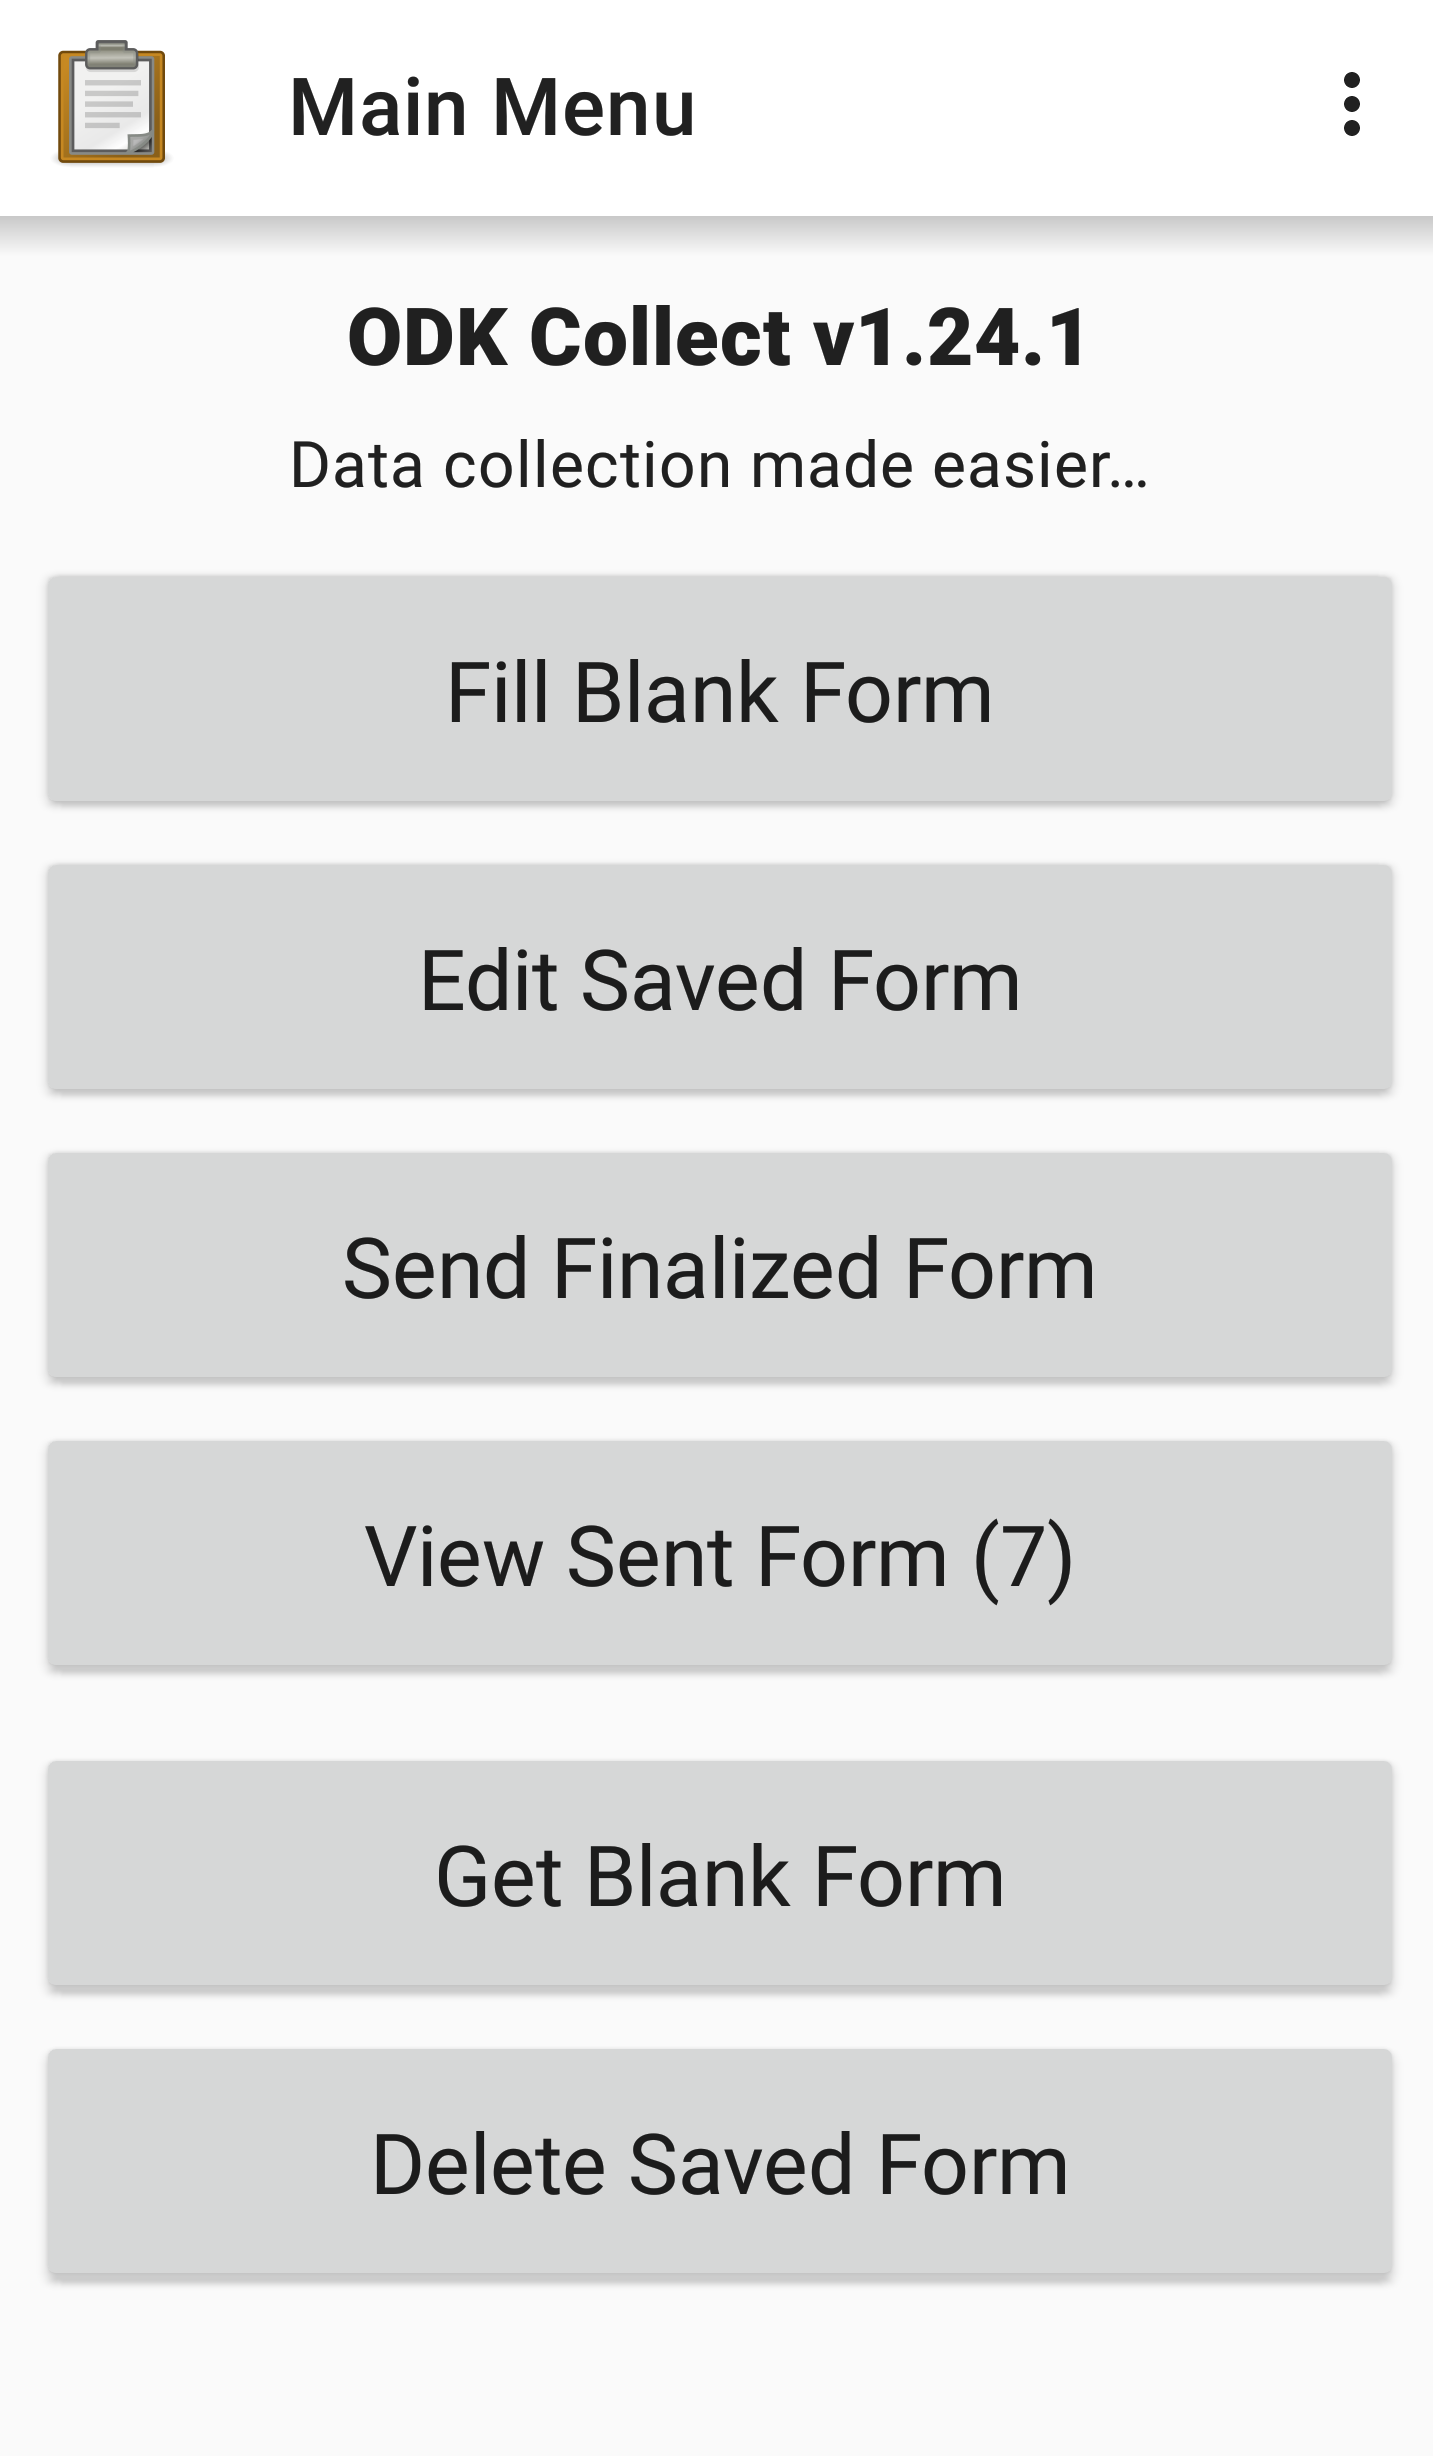 Main Menu
ODK Collect v1.24.1
Data collection made easier...
Fill Blank Form
Edit Saved Form
Send Finalized Form
View Sent Form (7)
Get Blank Form
Delete Saved Form